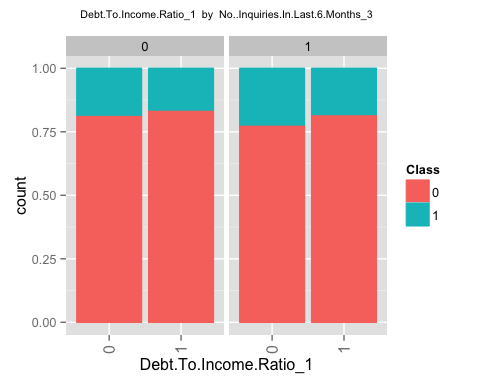 Debt.To.Income.Ratio_1 by No..Inquiries.In.Last.6.Months_3
0 1
1.00
0.75
0.50
0.25
0.00
count
0 1 0 1
Debt.To.Income.Ratio_1
Class
0
1